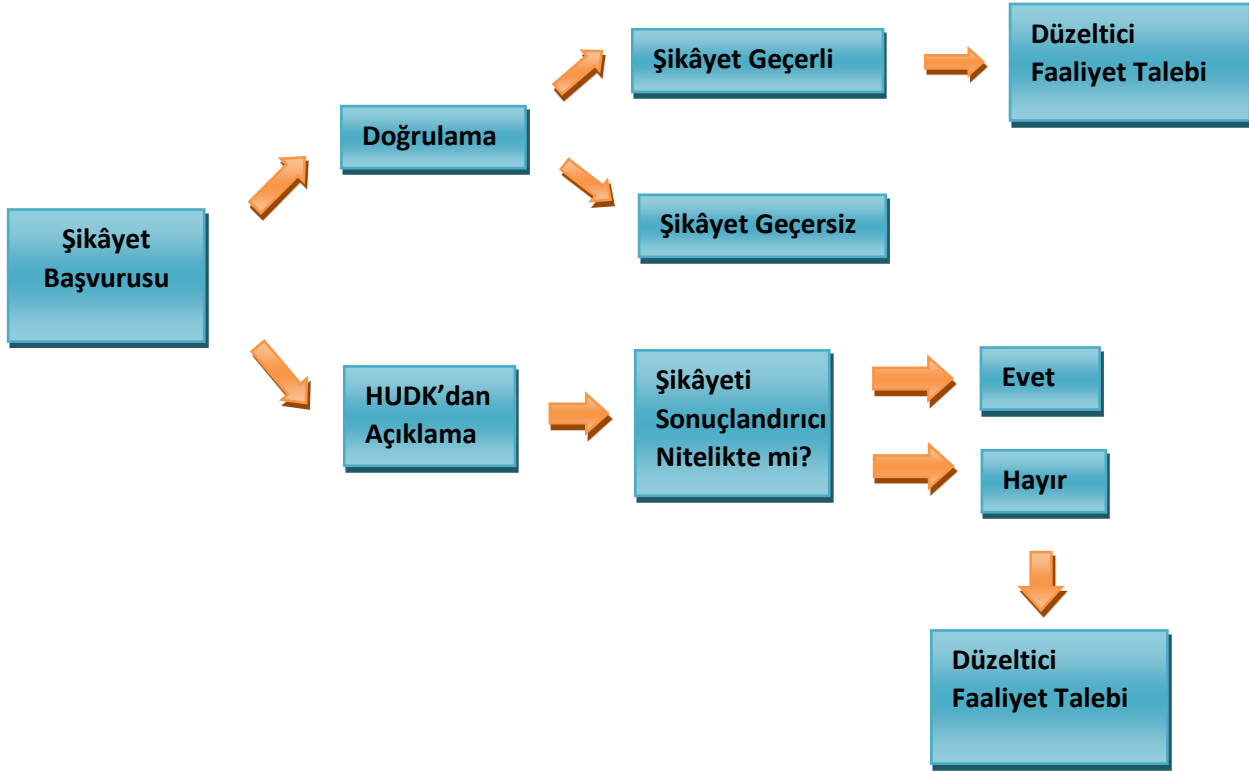 Şikâyet
Başvurusu
Doğrulama
Şikâyet Geçerli
Düzeltici
Faaliyet Talebi
Şikâyet Geçersiz
HUDK’dan
Açıklama
Şikâyeti
Sonuçlandırıcı
Nitelikte mi?
Evet
Hayır
Düzeltici
Faaliyet Talebi